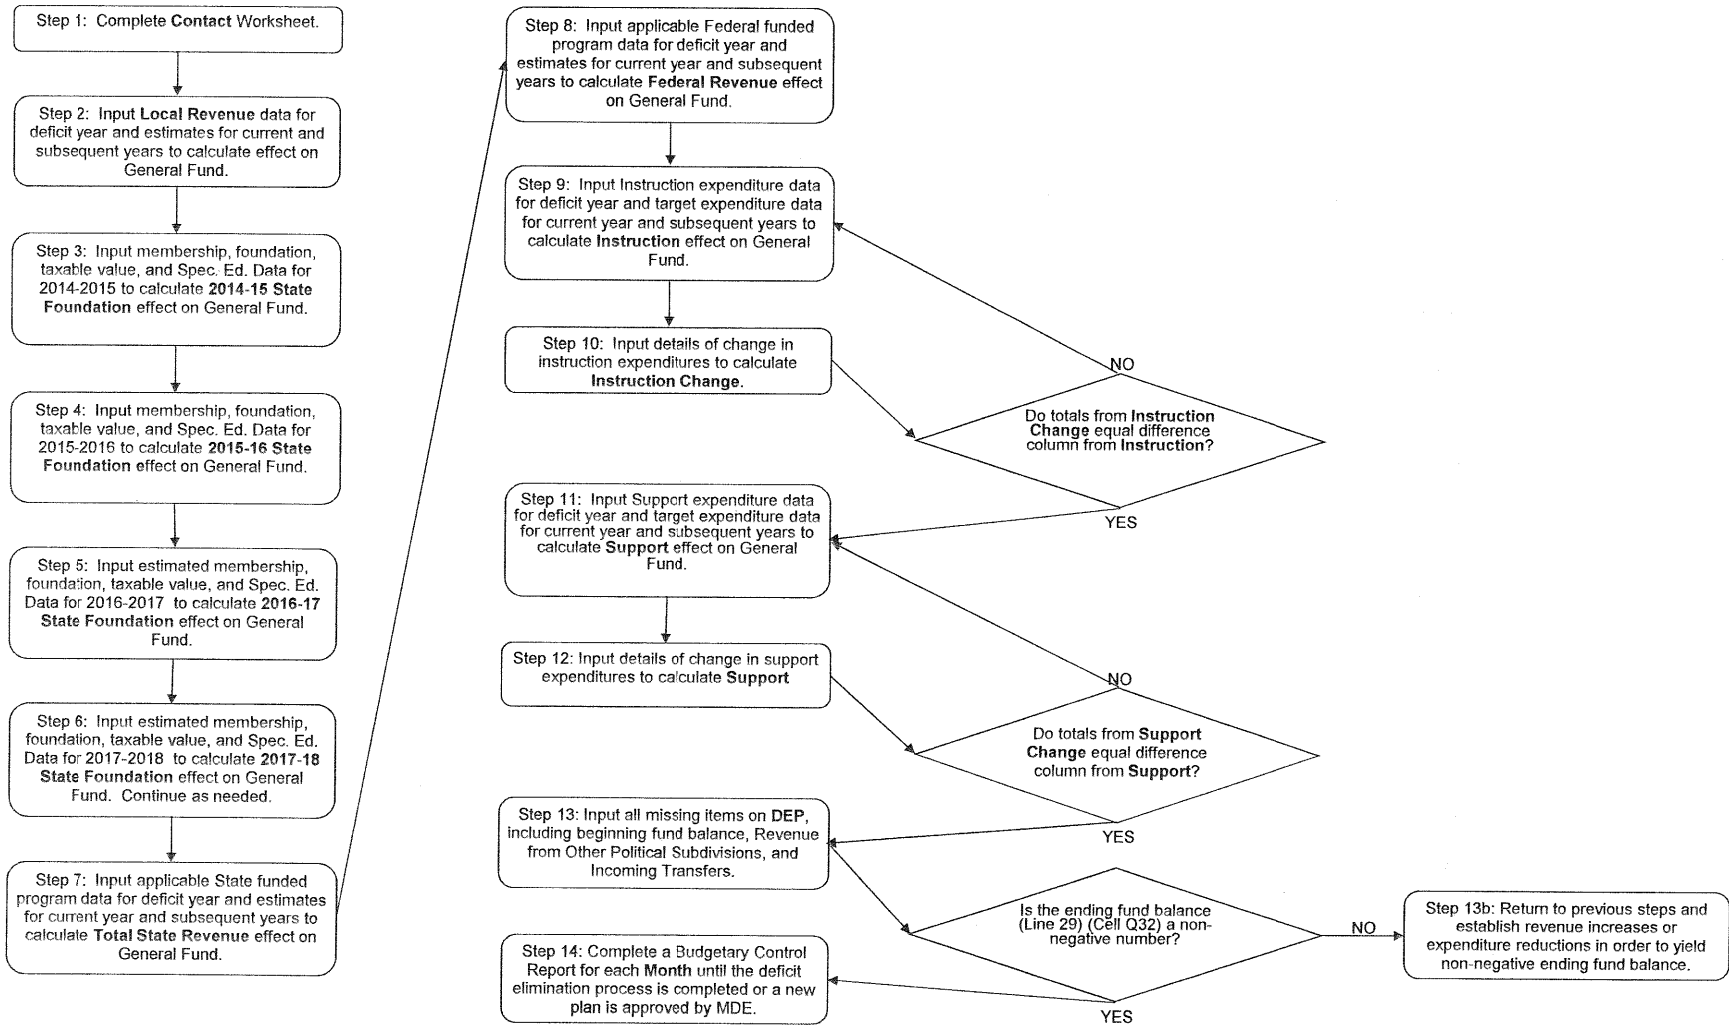 Step 1:  Complete Contact Worksheet.
Step 2:  Input Local Revenue data for
deficit year and estimates for current and
subsequent years to calculate effect on
General Fund.
Step 3:  Input membership, foundation,
taxable value, and Spec. Ed. Data for
2014-2015 to calculate 2014-15 State
Foundation effect on General Fund.
Step 4:  Input membership, foundation,
taxable value, and Spec. Ed. Data for
2015-2016 to calculate 2015-16 State
Foundation effect on General Fund.
Step 5:  Input estimated membership,
foundation, taxable value, and Spec. Ed.
Data for 2016-2017  to calculate 2016-17
State Foundation effect on General
Fund.
Step 6:  Input estimated membership,
foundation, taxable value, and Spec. Ed.
Data for 2017-2018  to calculate 2017-18
State Foundation effect on General
Fund.  Continue as needed.
Step 7:  Input applicable State funded
program data for deficit year and estimates
for current year and subsequent years to
calculate Total State Revenue effect on
General Fund.
Step 8:  Input applicable Federal funded
program data for deficit year and
estimates for current year and subsequent
years to calculate Federal Revenue effect
on General Fund.
Step 9:  Input Instruction expenditure data
for deficit year and target expenditure data
for current year and subsequent years to
calculate Instruction effect on General
Fund.
Step 10:  Input details of change in
instruction expenditures to calculate
Instruction Change.
NO
Do totals from Instruction
Change equal difference
column from Instruction?
YES
Step 11:  Input Support expenditure data
for deficit year and target expenditure data
for current year and subsequent years to
calculate Support effect on General
Fund.
Step 12: Input details of change in support
expenditures to calculate Support
NO
Do totals from Support
Change equal difference
column from Support?
YES
Step 13: Input all missing items on DEP,
including beginning fund balance, Revenue
from Other Political Subdivisions, and
Incoming Transfers.
Is the ending fund balance
(Line 29) (Cell Q32) a non-
negative number?
NO
Step 13b: Return to previous steps and
establish revenue increases or
expenditure reductions in order to yield
non-negative ending fund balance.
YES
Step 14: Complete a Budgetary Control
Report for each Month until the deficit
elimination process is completed or a new
plan is approved by MDE.